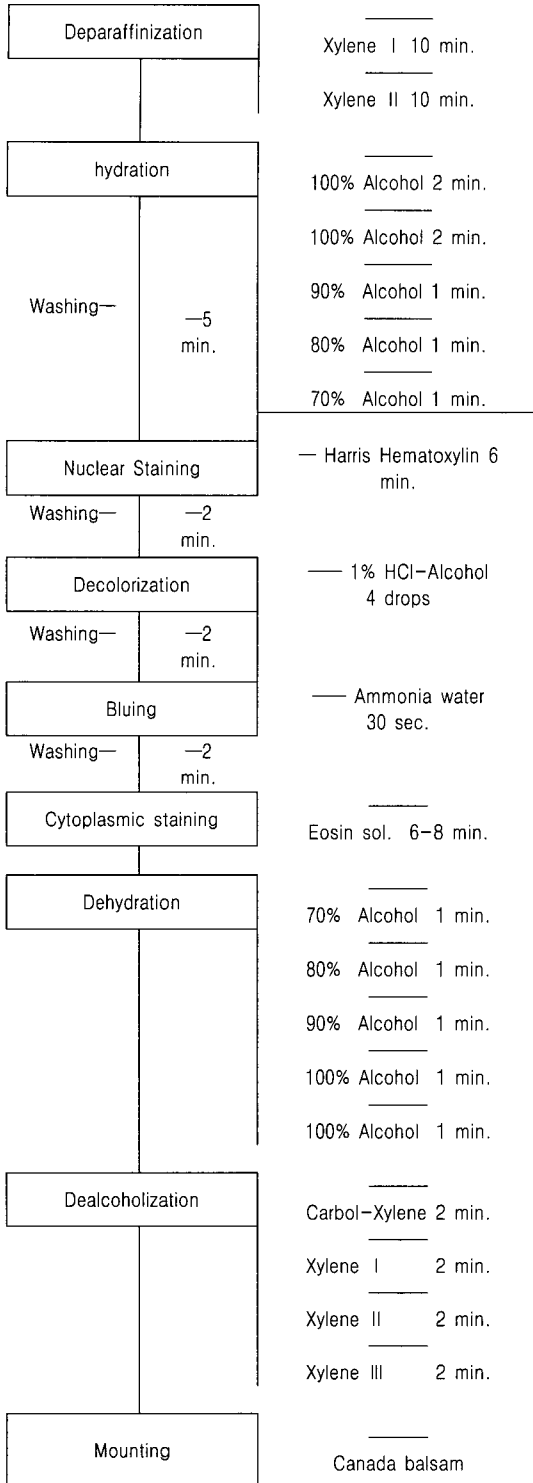 Deparaffinization
Xylene I 10 min.
Xylene II 10 min.
hydration
100% Alcohol 2 min.
100% Alcohol 2 min.
90% Alcohol 1 min.
Washing— —5
min.
80% Alcohol 1 min.
70% Alcohol 1 min.
Nuclear Staining
— Harris Hematoxylin 6
min.
Washing— —2
min.
Decolorization
— 1% HCl-Alcohol
4 drops
Washing— —2
min.
Bluing
— Ammonia water
30 sec.
Washing— —2
min.
Cytoplasmic staining
Eosin sol. 6-8 min.
Dehydration
70% Alcohol 1 min.
80% Alcohol 1 min.
90% Alcohol 1 min.
100% Alcohol 1 min.
100% Alcohol 1 min.
Dealcoholization
Carbol-Xylene 2 min.
Xylene I 2 min.
Xylene II 2 min.
Xylene III 2 min.
Mounting
Canada balsam